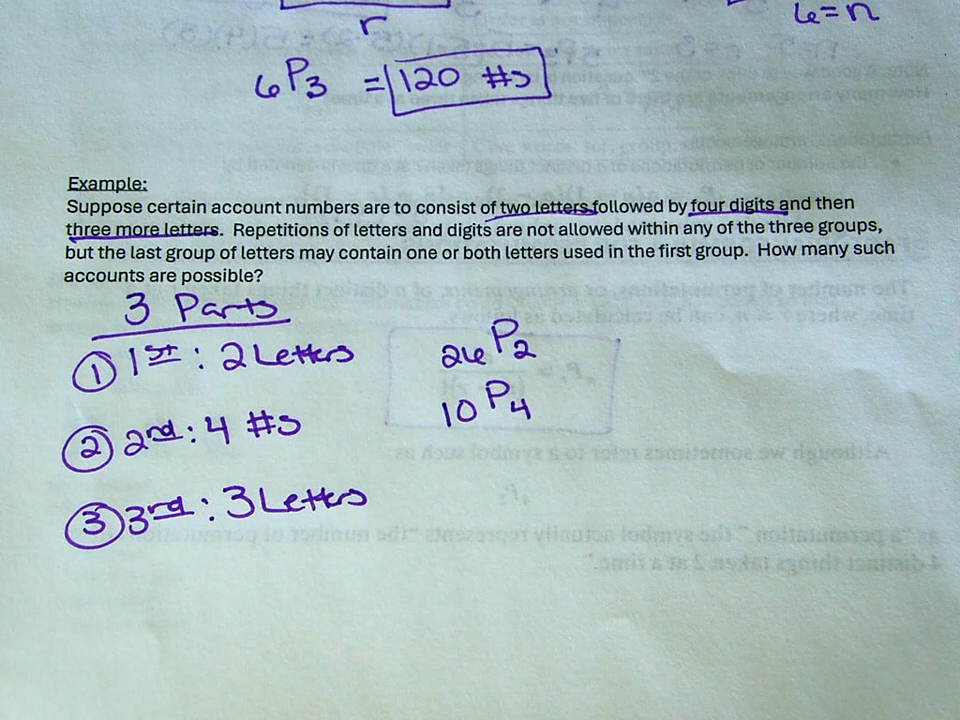 r
6=n
6P3 = 120 #s
Example:
Suppose certain account numbers are to consist of two letters followed by four digits and then
three more letters. Repetitions of letters and digits are not allowed within any of the three groups,
but the last group of letters may contain one or both letters used in the first group. How many such
accounts are possible?
3 Parts
① 1st: 2 Letters 26P2
② 2nd: 4 #s 10P4
③ 3rd: 3 Letters